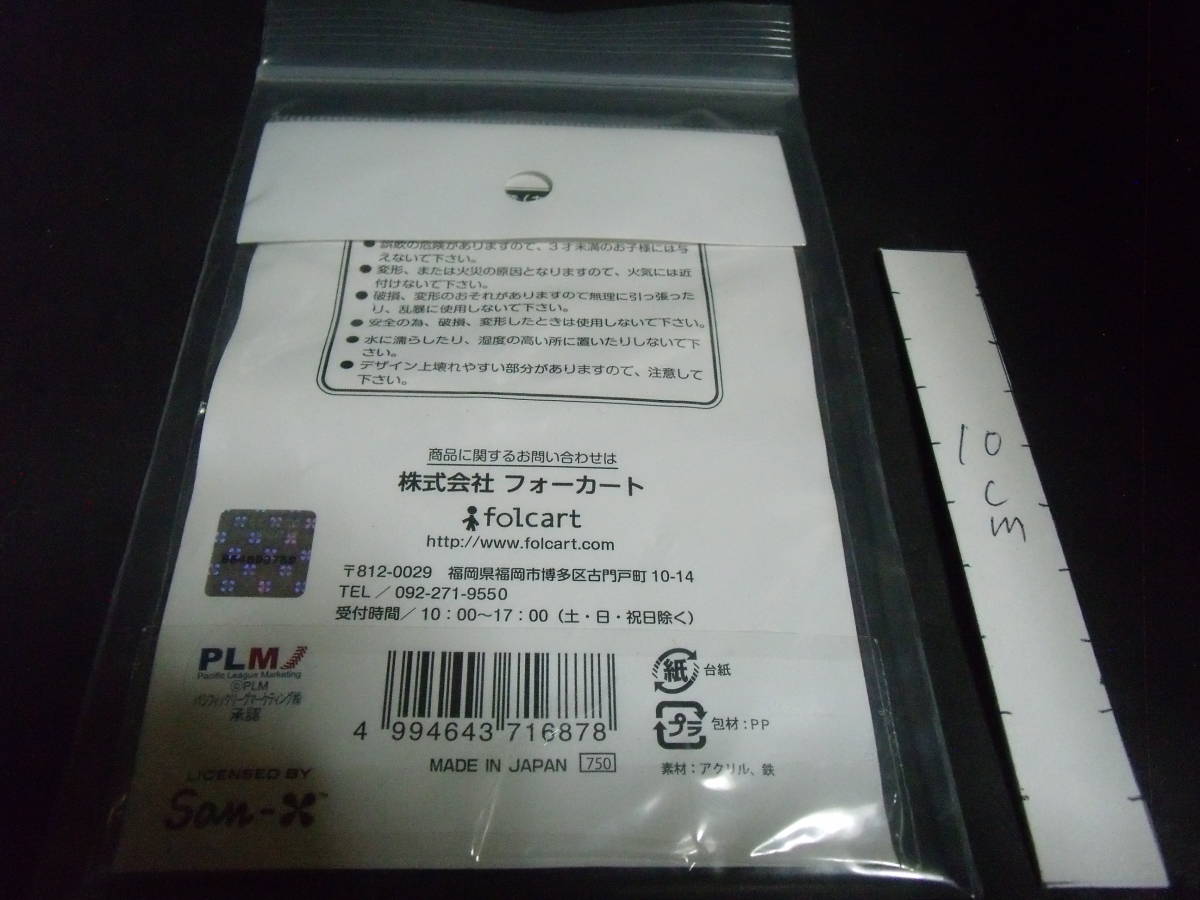 ● 誤飲の危険がありますので、3才未満のお子様には与
えないで下さい。
● 変形、または火災の原因となりますので、火気には近
付けないで下さい。
● 破損、変形のおそれがありますので無理に引っ張った
り、乱暴に使用しないで下さい。
● 安全の為、破損、変形したときは使用しないで下さい。
● 水に濡らしたり、湿度の高い所に置いたりしないで下
さい。
● デザイン上壊れやすい部分がありますので、注意して
下さい。
商品に関するお問い合わせは
株式会社 フォーカート
folcart
http://www.folcart.com
〒812-0029 福岡県福岡市博多区古門戸町 10-14
TEL／ 092-271-9550
受付時間／ 10：00〜17：00（土・日・祝日除く）
PLM
Pacific League Marketing
©PLM
パシフィックリーグマーケティング㈱
承認
LICENSED BY
San-X™
4 994643 716878
MADE IN JAPAN 750
紙 台紙
プラ 包材：PP
素材：アクリル、鉄
10
cm